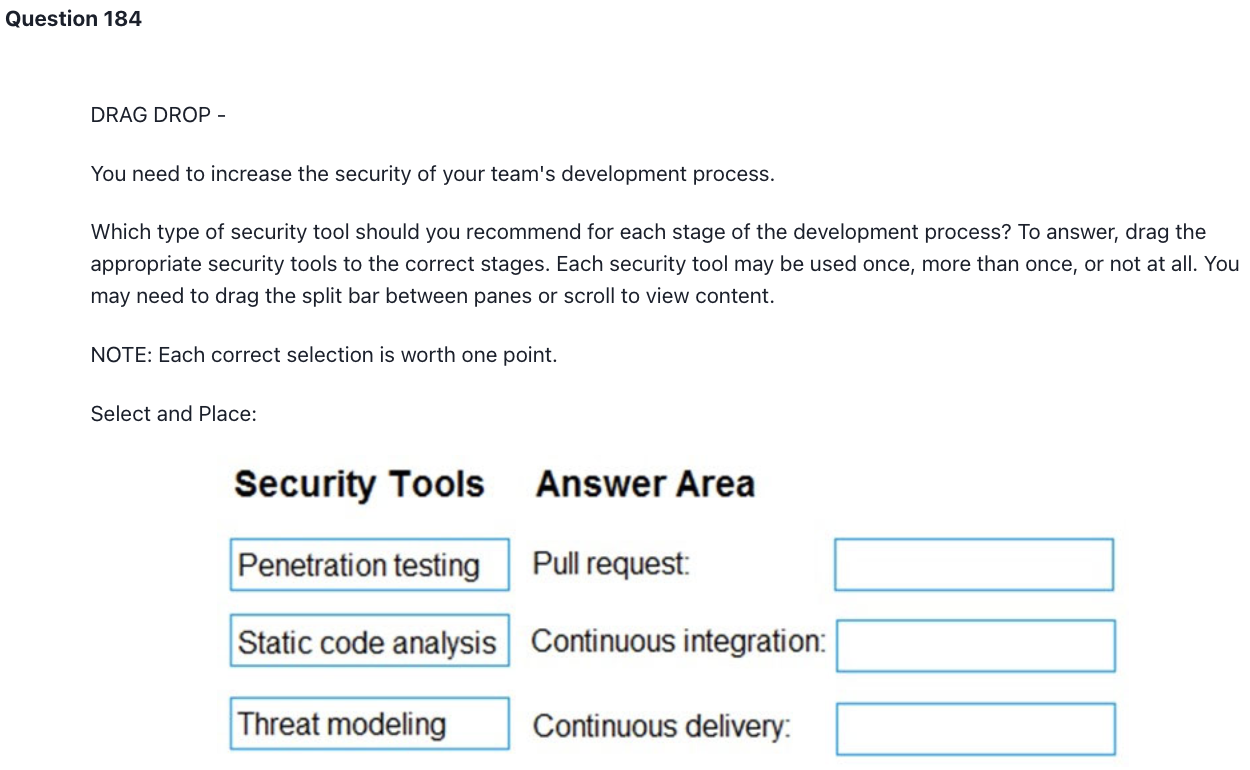 Question 184
DRAG DROP -
You need to increase the security of your team's development process.
Which type of security tool should you recommend for each stage of the development process? To answer, drag the
appropriate security tools to the correct stages. Each security tool may be used once, more than once, or not at all. You
may need to drag the split bar between panes or scroll to view content.
NOTE: Each correct selection is worth one point.
Select and Place:
Security Tools Answer Area
Penetration testing Pull request:
Static code analysis Continuous integration:
Threat modeling Continuous delivery: